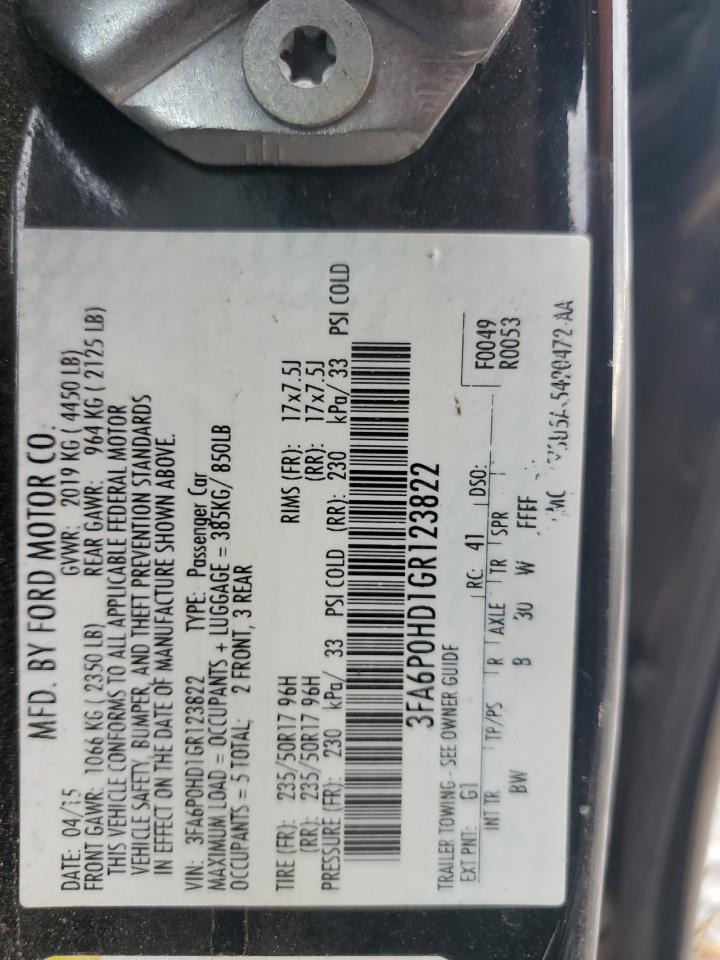 MFD. BY FORD MOTOR CO.
DATE: 04/15 GVWR: 2019 KG ( 4450 LB)
FRONT GAWR: 1066 KG ( 2350 LB) REAR GAWR: 964 KG ( 2125 LB)
THIS VEHICLE CONFORMS TO ALL APPLICABLE FEDERAL MOTOR
VEHICLE SAFETY, BUMPER, AND THEFT PREVENTION STANDARDS
IN EFFECT ON THE DATE OF MANUFACTURE SHOWN ABOVE.
VIN: 3FA6P0HD1GR123822 TYPE: Passenger Car
MAXIMUM LOAD = OCCUPANTS + LUGGAGE = 385KG/ 850LB
OCCUPANTS = 5 TOTAL; 2 FRONT, 3 REAR
TIRE (FR): 235/50R17 96H RIMS (FR): 17x7.5J
(RR): 235/50R17 96H (RR): 17x7.5J
PRESSURE (FR): 230 kPa/ 33 PSI COLD (RR): 230 kPa/ 33 PSI COLD
3FA6P0HD1GR123822
TRAILER TOWING - SEE OWNER GUIDE F0049
EXT PNT: G1 RC: 41 DSO: R0053
INT TR TP/PS R AXLE TR SPR
BW B 30 W FFFF